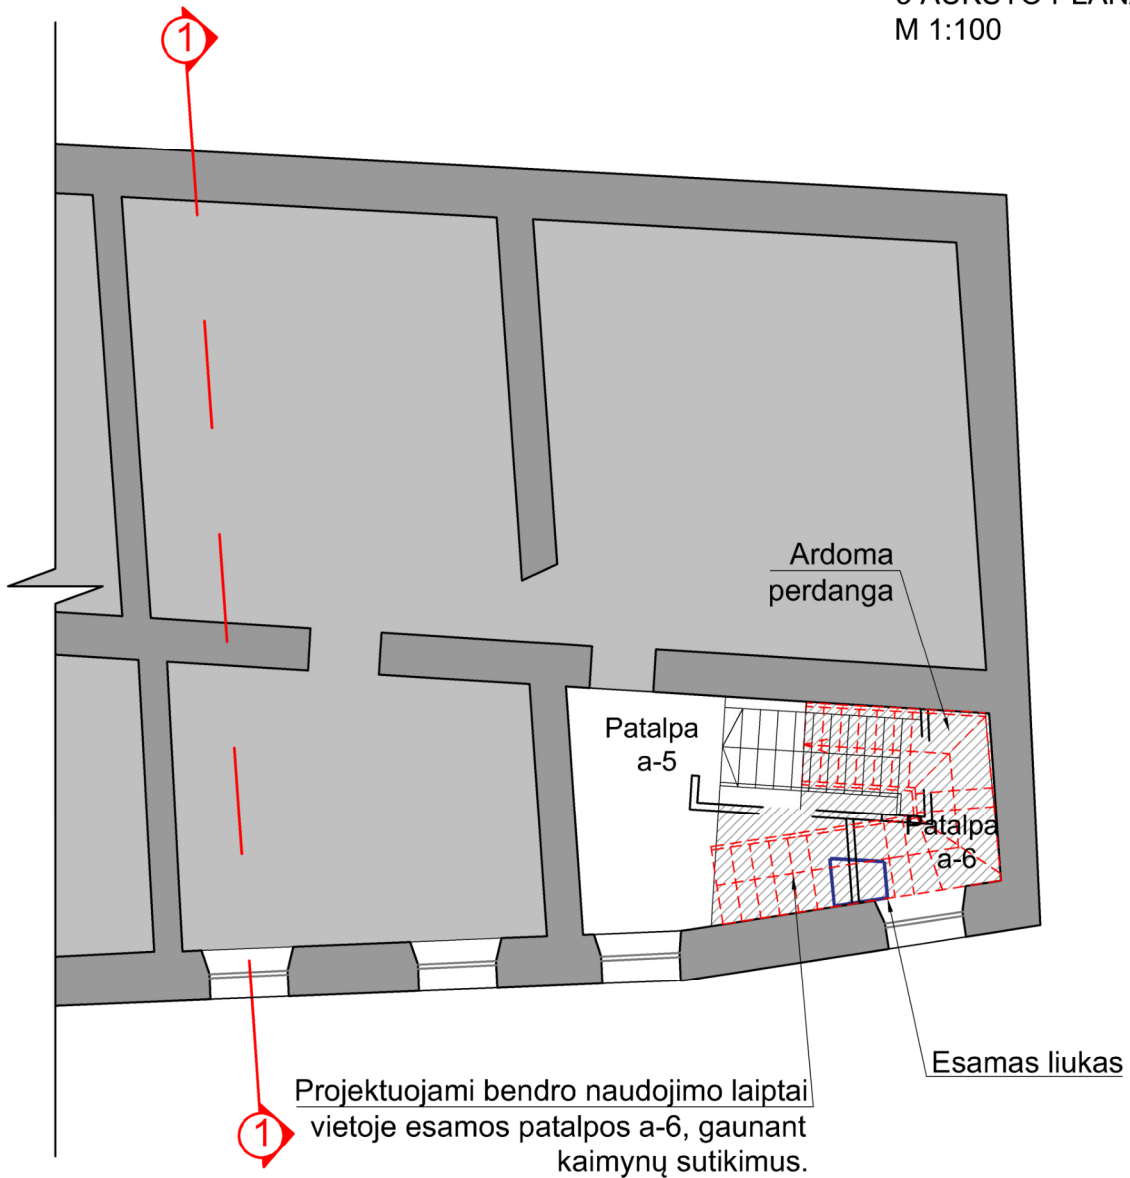 M 1:100
1
Ardoma
perdanga
Patalpa
a-5
Patalpa
a-6
Esamas liukas
Projektuojami bendro naudojimo laiptai
vietoje esamos patalpos a-6, gaunant
kaimynų sutikimus.
1